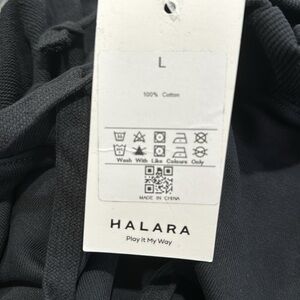 L
100% Cotton
Wash With Like Colours Only
MADE IN CHINA
HALARA
Play It My Way